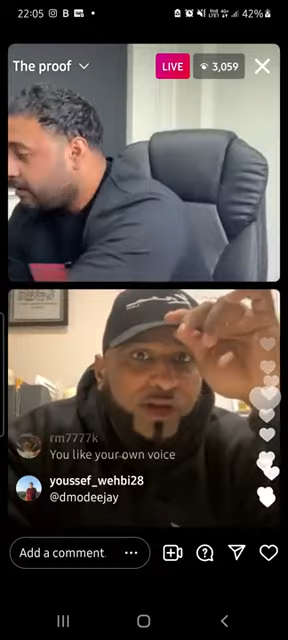 22:05
42%
The proof
LIVE
3,059
rm7777k
You like your own voice
youssef_wehbi28
@dmodeejay
Add a comment